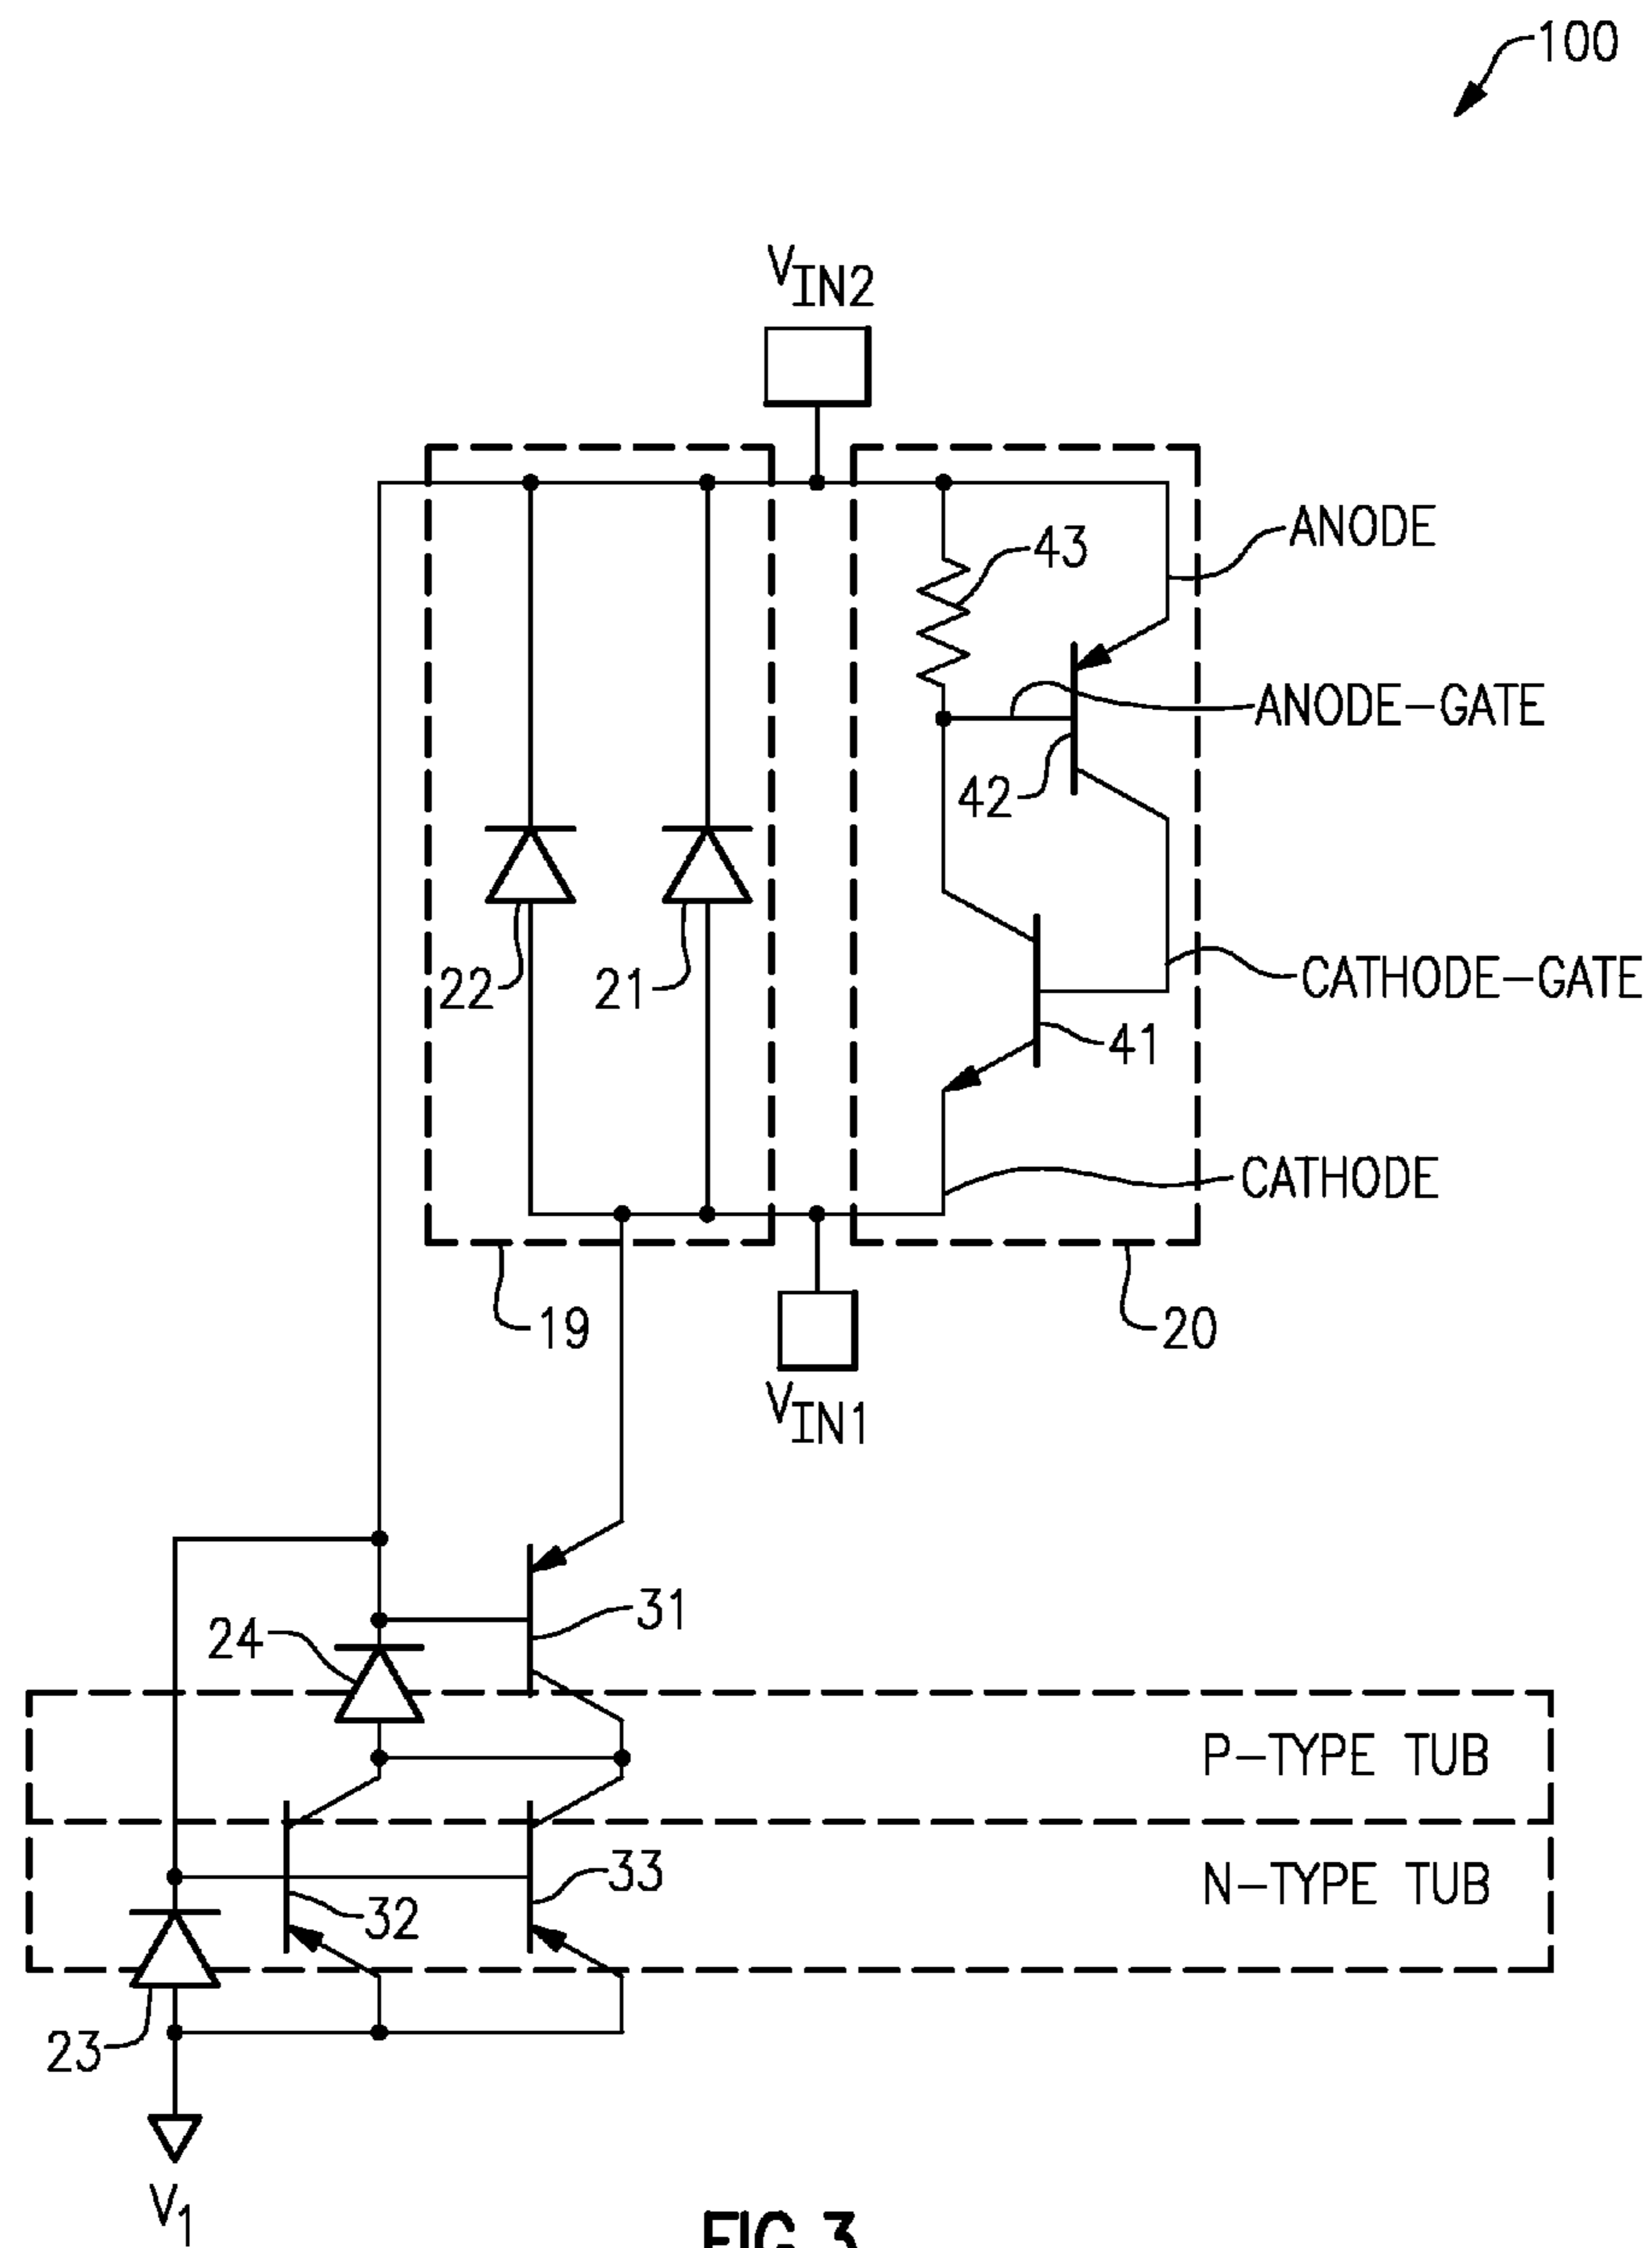 100
VIN2
ANODE
43
ANODE-GATE
42
22
21
CATHODE-GATE
41
CATHODE
19
20
VIN1
31
24
P-TYPE TUB
33
N-TYPE TUB
32
23
V1
FIG.3